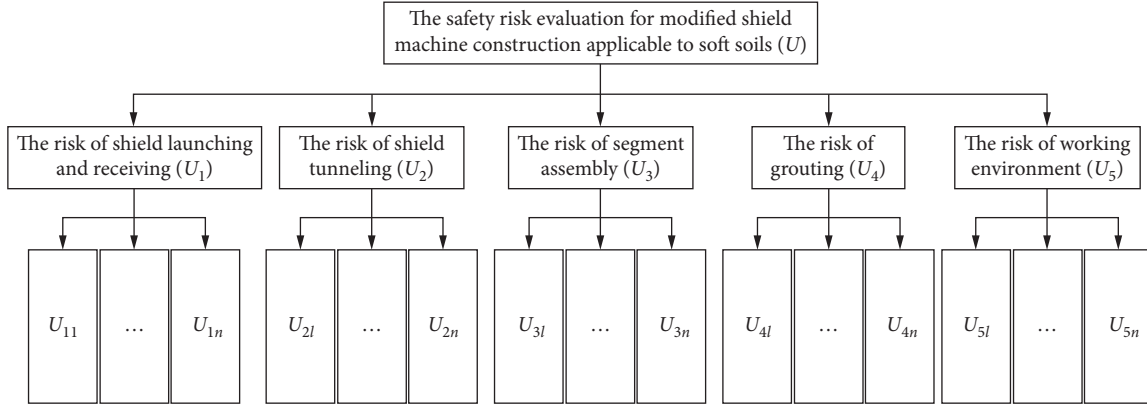 The safety risk evaluation for modified shield
machine construction applicable to soft soils (U)
The risk of shield launching
and receiving (U₁)
The risk of shield
tunneling (U₂)
The risk of segment
assembly (U₃)
The risk of
grouting (U₄)
The risk of working
environment (U₅)
U₁₁ … U₁ₙ U₂ₗ … U₂ₙ U₃ₗ … U₃ₙ U₄ₗ … U₄ₙ U₅ₗ … U₅ₙ